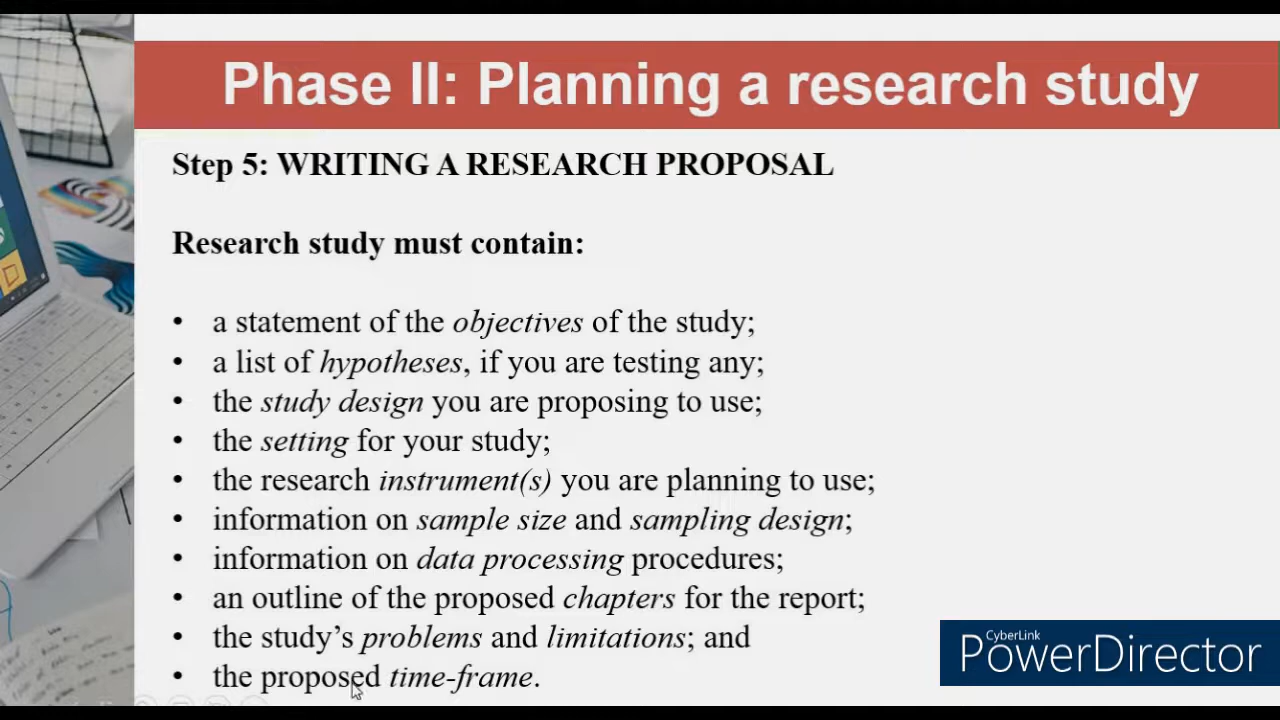 Phase II: Planning a research study
Step 5: WRITING A RESEARCH PROPOSAL
Research study must contain:
• a statement of the objectives of the study;
• a list of hypotheses, if you are testing any;
• the study design you are proposing to use;
• the setting for your study;
• the research instrument(s) you are planning to use;
• information on sample size and sampling design;
• information on data processing procedures;
• an outline of the proposed chapters for the report;
• the study’s problems and limitations; and
• the proposed time-frame.
CyberLink
PowerDirector